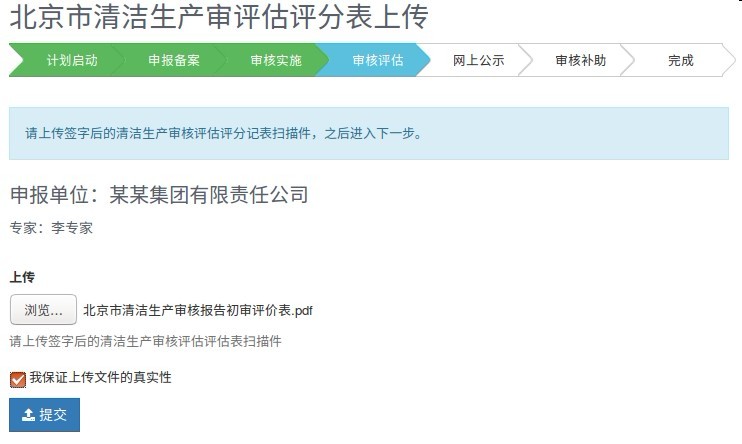 北京市清洁生产审评估评分表上传
计划启动 申报备案 审核实施 审核评估 网上公示 审核补助 完成
请上传签字后的清洁生产审核评估评分记表扫描件，之后进入下一步。
申报单位：某某集团有限责任公司
专家：李专家
上传
浏览... 北京市清洁生产审核报告初审评价表.pdf
请上传签字后的清洁生产审核评估评估表扫描件
我保证上传文件的真实性
提交